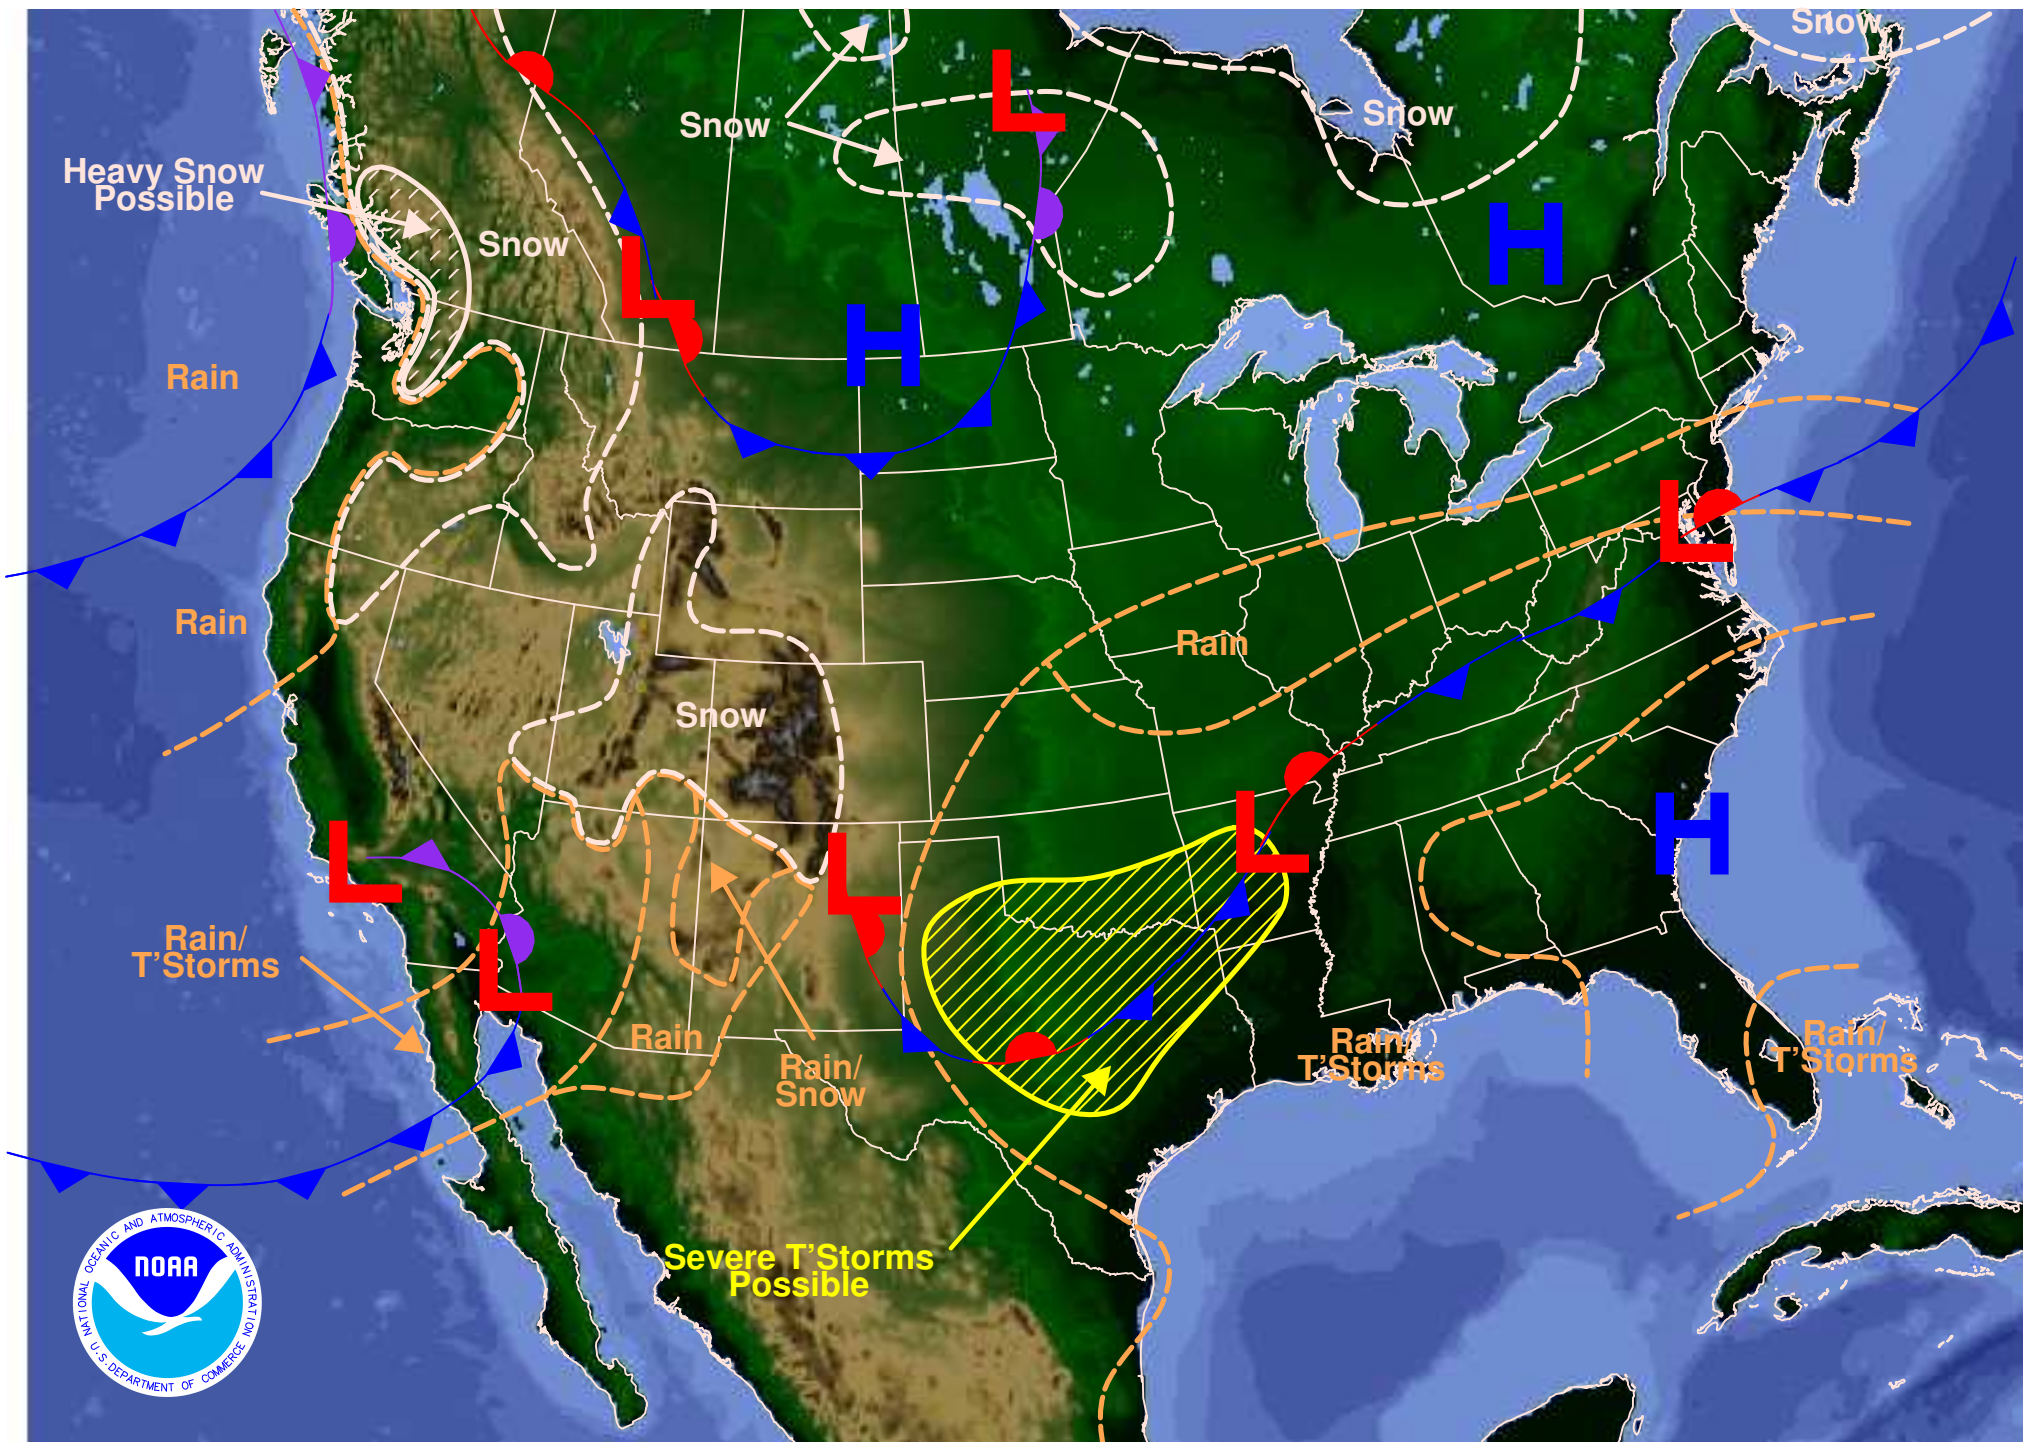 Snow
Snow
Snow
Heavy Snow
Possible
Snow
Rain
Rain
Rain
Snow
Rain/
T'Storms
Rain
Rain/
Snow
Rain/
T'Storms
Rain/
T'Storms
Severe T'Storms
Possible
L
L
H
H
L
L
H
L
L
L
L
NATIONAL OCEANIC AND ATMOSPHERIC ADMINISTRATION
NOAA
U.S. DEPARTMENT OF COMMERCE